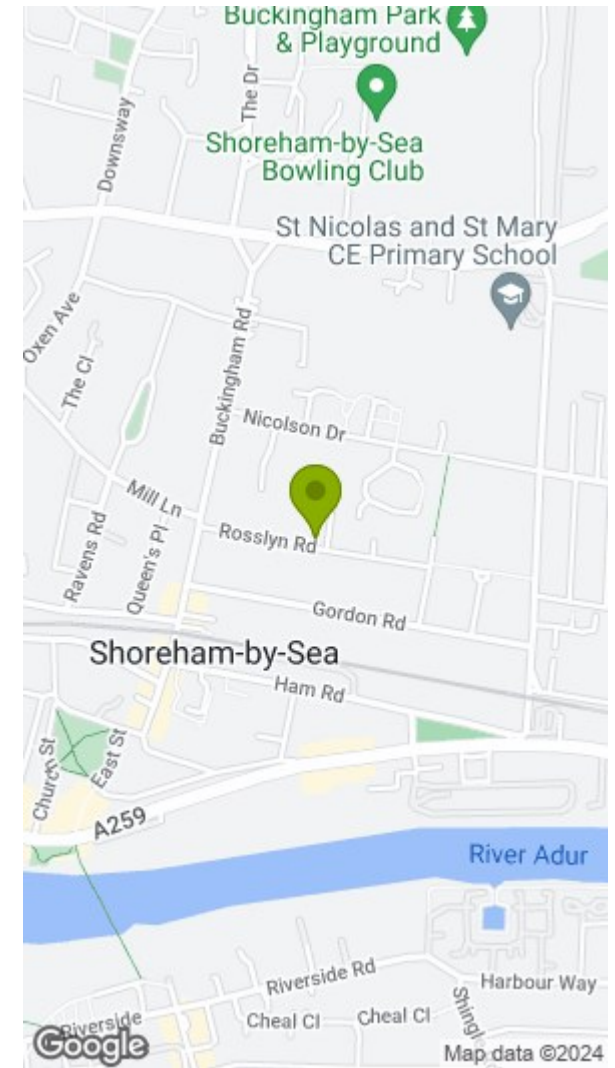 Buckingham Park
& Playground
The Dr
Downsway
Shoreham-by-Sea
Bowling Club
St Nicolas and St Mary
CE Primary School
Oxen Ave
The Cl
Buckingham Rd
Nicolson Dr
Mill Ln
Rosslyn Rd
Ravens Rd
Queen's Pl
Gordon Rd
Shoreham-by-Sea
Ham Rd
Church St
East St
A259
River Adur
Riverside Rd
Harbour Way
Riverside
Cheal Cl
Cheal Cl
Shingle
Google
Map data ©2024